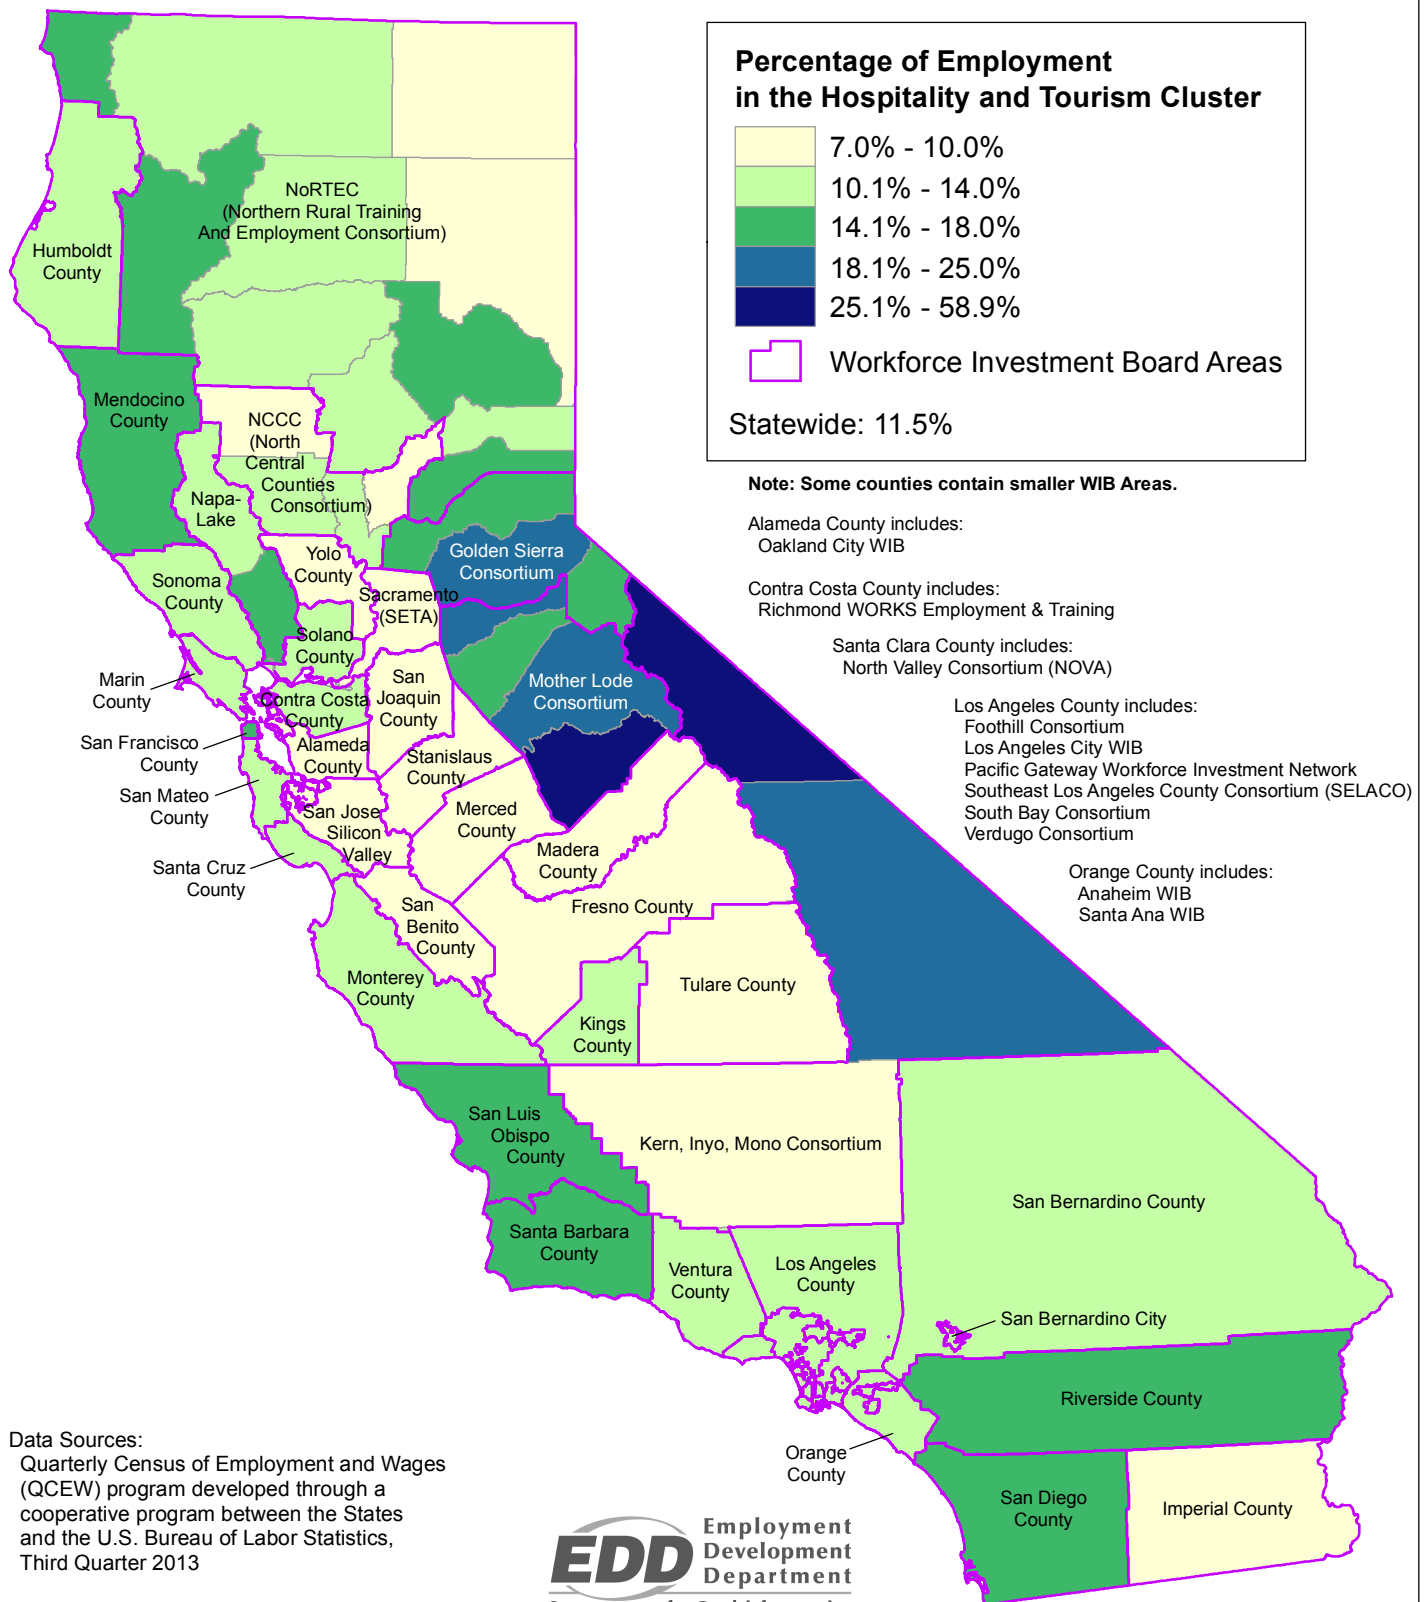 Percentage of Employment
in the Hospitality and Tourism Cluster
7.0% - 10.0%
10.1% - 14.0%
14.1% - 18.0%
18.1% - 25.0%
25.1% - 58.9%
Workforce Investment Board Areas
Statewide: 11.5%
Note: Some counties contain smaller WIB Areas.
Alameda County includes:
Oakland City WIB
Contra Costa County includes:
Richmond WORKS Employment & Training
Santa Clara County includes:
North Valley Consortium (NOVA)
Los Angeles County includes:
Foothill Consortium
Los Angeles City WIB
Pacific Gateway Workforce Investment Network
Southeast Los Angeles County Consortium (SELACO)
South Bay Consortium
Verdugo Consortium
Orange County includes:
Anaheim WIB
Santa Ana WIB
NoRTEC
(Northern Rural Training
And Employment Consortium)
Humboldt
County
Mendocino
County
NCCC
(North
Central
Counties
Consortium)
Napa-
Lake
Yolo
County
Golden Sierra
Consortium
Sonoma
County
Sacramento
(SETA)
Solano
County
Marin
County
San
Joaquin
County
Mother Lode
Consortium
Contra Costa
County
San Francisco
County
Alameda
County
Stanislaus
County
San Mateo
County
San Jose
Silicon
Valley
Merced
County
Madera
County
Santa Cruz
County
San
Benito
County
Fresno County
Monterey
County
Tulare County
Kings
County
San Luis
Obispo
County
Kern, Inyo, Mono Consortium
San Bernardino County
Santa Barbara
County
Ventura
County
Los Angeles
County
San Bernardino City
Riverside County
Orange
County
San Diego
County
Imperial County
Data Sources:
Quarterly Census of Employment and Wages
(QCEW) program developed through a
cooperative program between the States
and the U.S. Bureau of Labor Statistics,
Third Quarter 2013
EDD
Employment
Development
Department